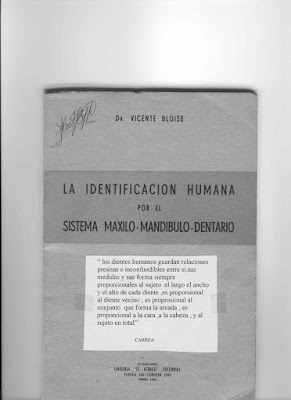 Dr. VICENTE BLOISE
LA IDENTIFICACION HUMANA
POR EL
SISTEMA MAXILO-MANDIBULO-DENTARIO
" los dientes humanos guardan relaciones
presisas e inconfundibles entre si.sus
medidas y sus forma siempre
proporcionales al sujeto .el largo el ancho
y el alto de cada diente ,es proporsional
al diente vecino , es proprosional al
conjunto que forma la arcada , es
proporcional a la cara ,a la cabeza , y al
sujeto en total"
CARREA
LIBRERIA "EL ATENEO" EDITORIAL